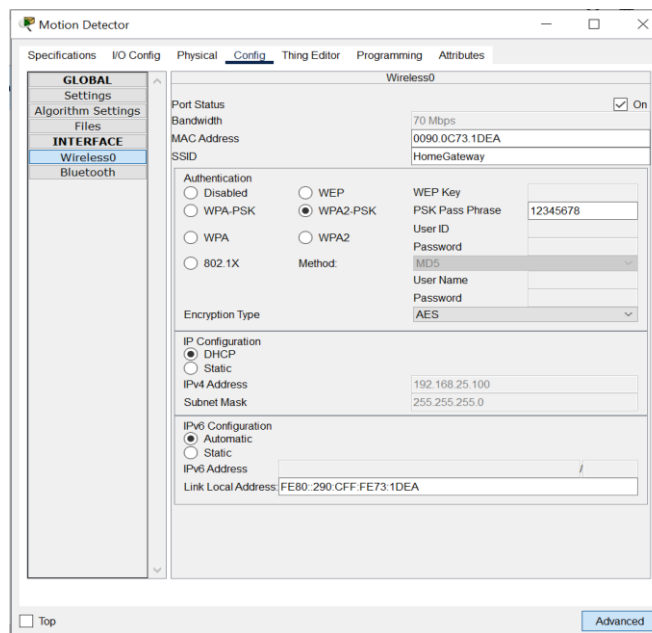 Motion Detector
Specifications I/O Config Physical Config Thing Editor Programming Attributes
GLOBAL
Settings
Algorithm Settings
Files
INTERFACE
Wireless0
Bluetooth
Wireless0
Port Status On
Bandwidth 70 Mbps
MAC Address 0090.0C73.1DEA
SSID HomeGateway
Authentication
Disabled WEP WEP Key
WPA-PSK WPA2-PSK PSK Pass Phrase 12345678
User ID
WPA WPA2 Password
802.1X Method: MD5
User Name
Password
Encryption Type AES
IP Configuration
DHCP
Static
IPv4 Address 192.168.25.100
Subnet Mask 255.255.255.0
IPv6 Configuration
Automatic
Static
IPv6 Address /
Link Local Address: FE80::290:CFF:FE73:1DEA
Top Advanced